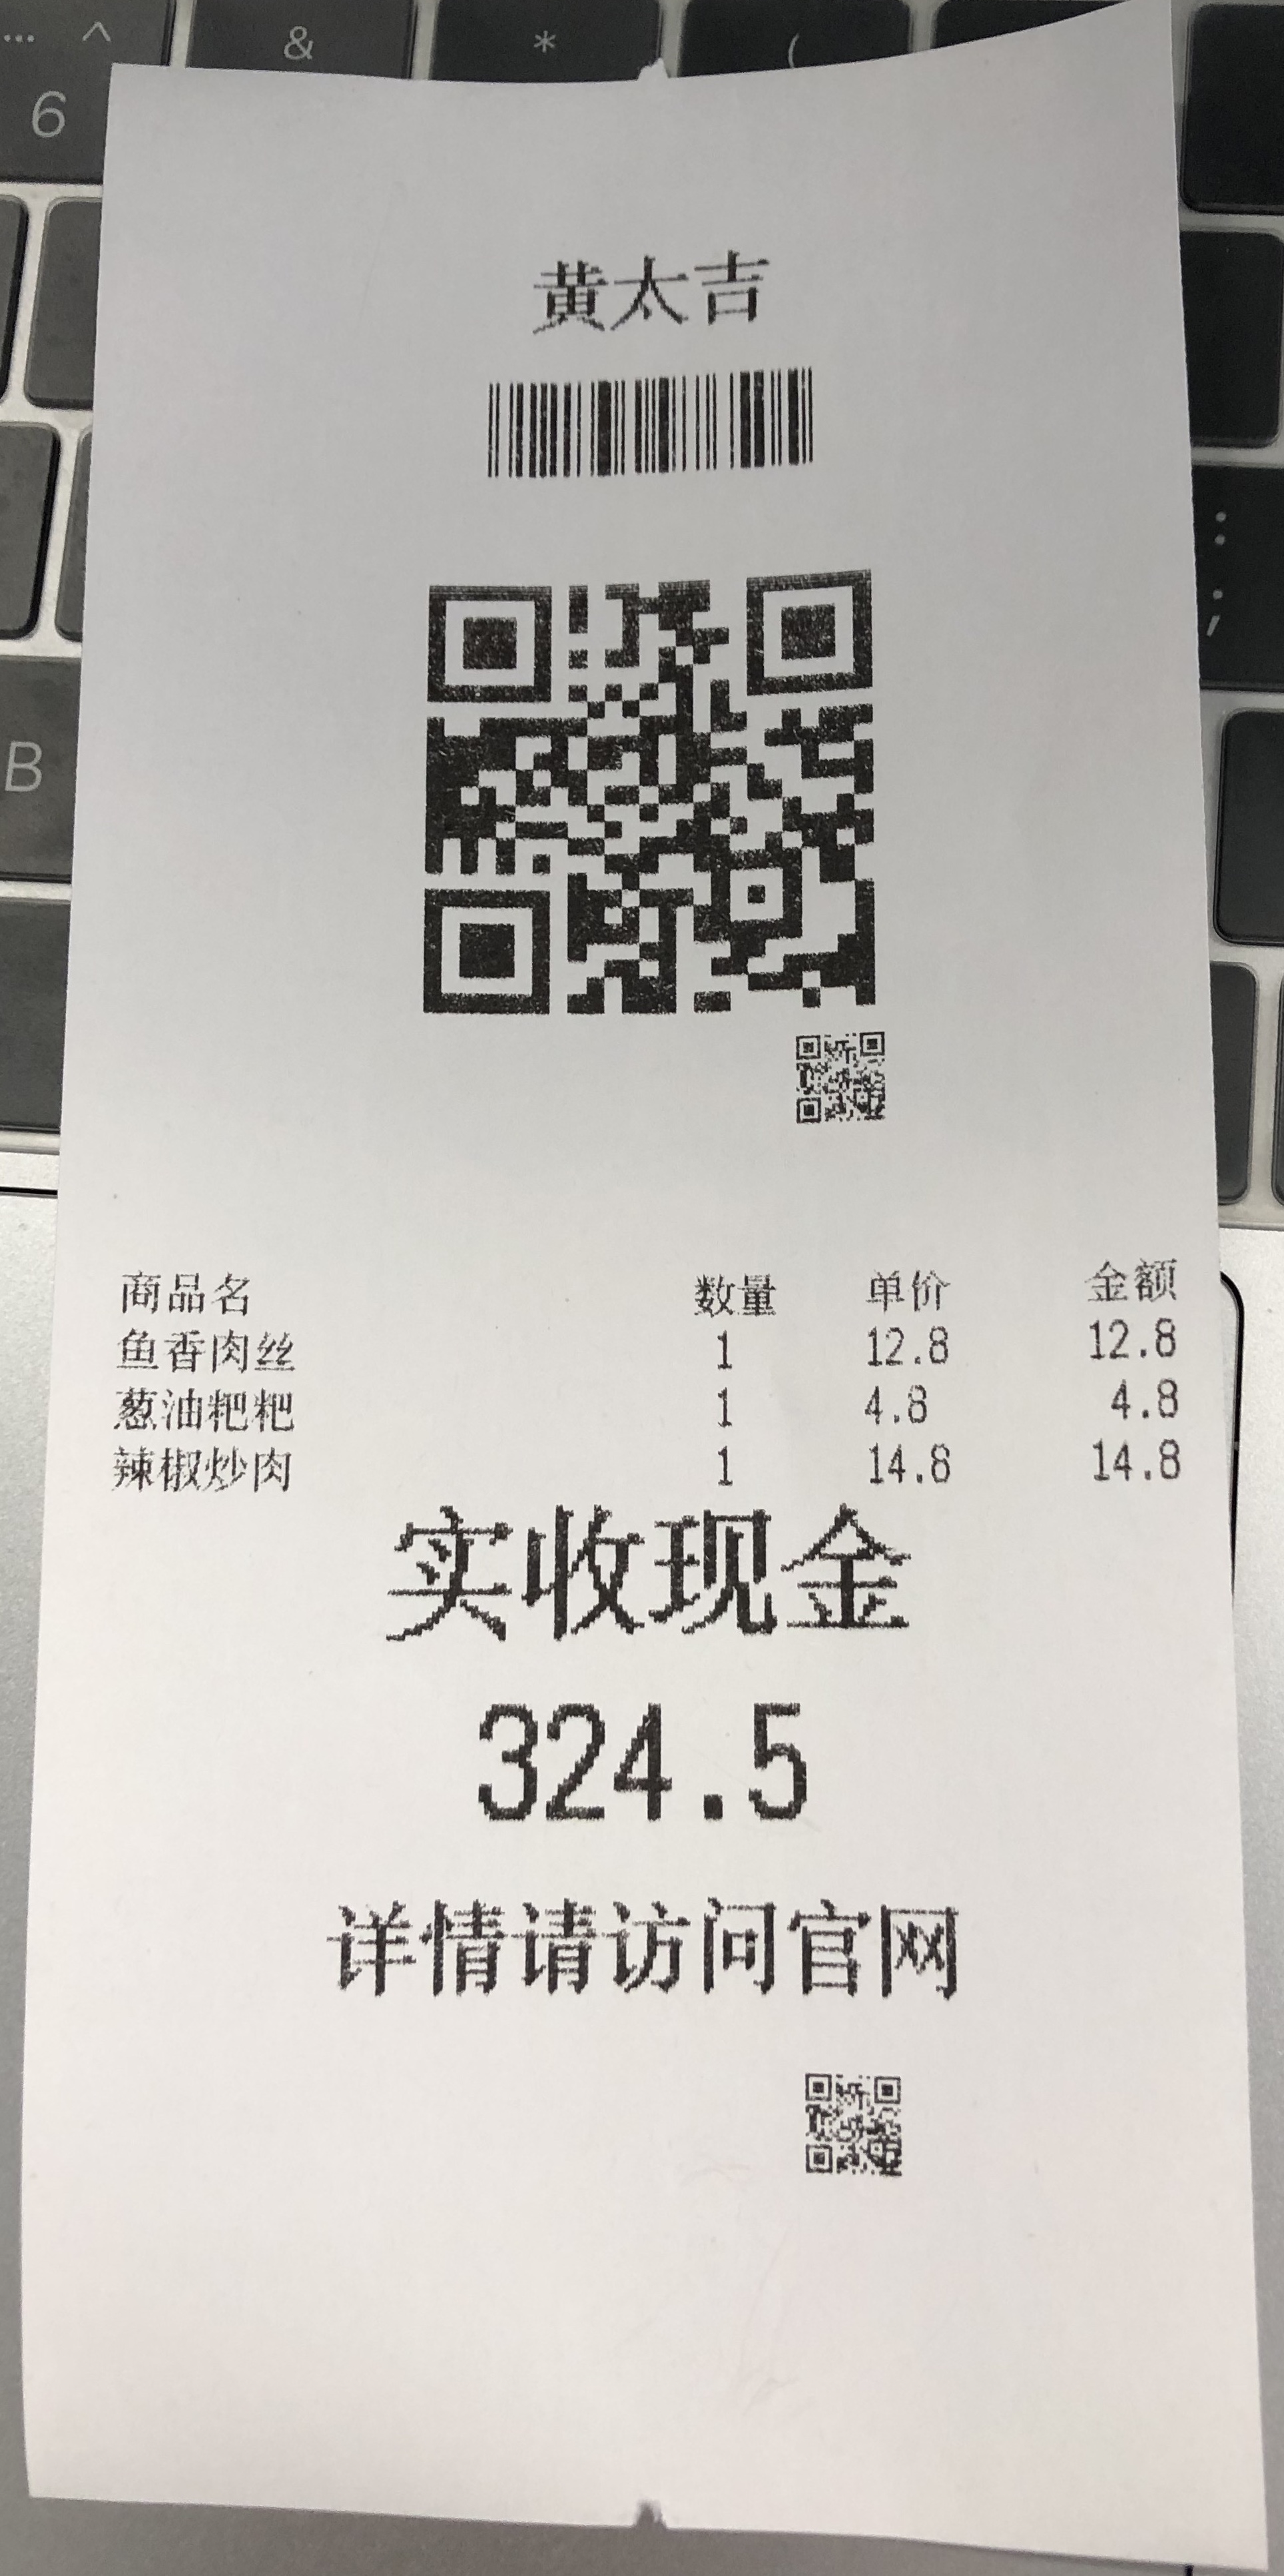 … ^ & * (
6
黄太吉
:
;
B
商品名 数量 单价 金额
鱼香肉丝 1 12.8 12.8
葱油粑粑 1 4.8 4.8
辣椒炒肉 1 14.8 14.8
实收现金
324.5
详情请访问官网